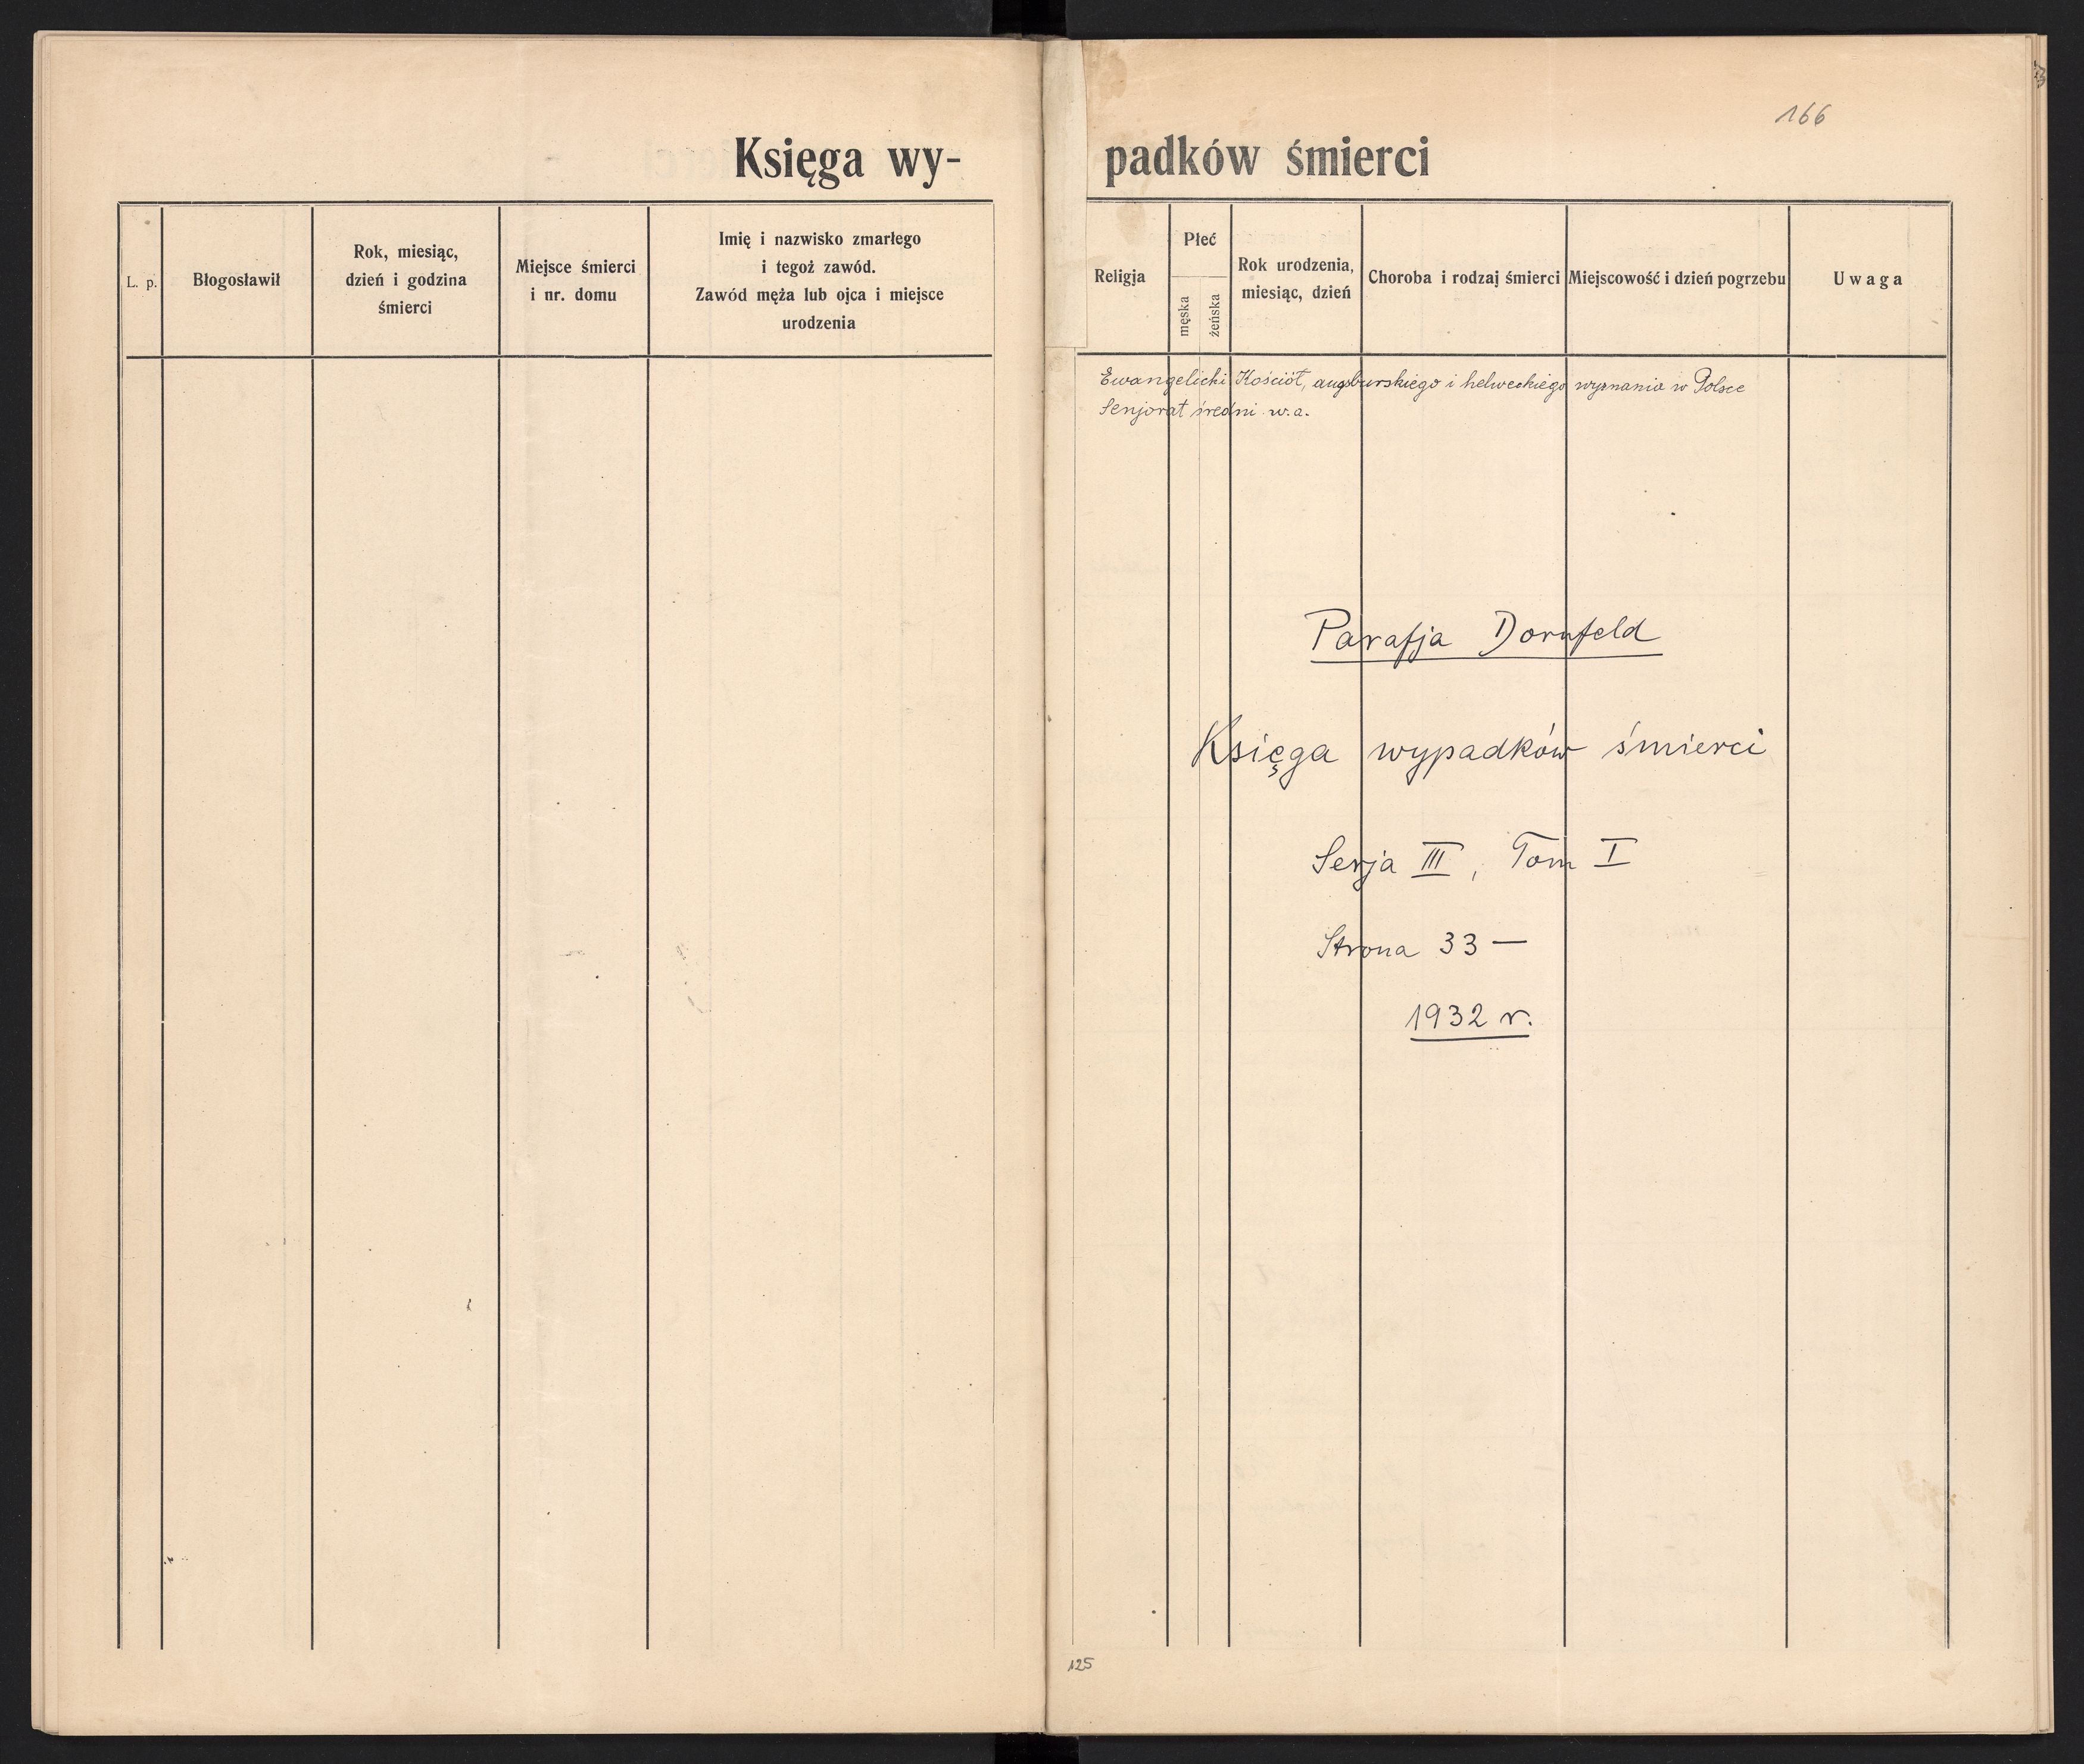 166
Księga wy-
padków śmierci
L. p.
Błogosławił
Rok, miesiąc,
dzień i godzina
śmierci
Miejsce śmierci
i nr. domu
Imię i nazwisko zmarłego
i tegoż zawód.
Zawód męża lub ojca i miejsce
urodzenia
Religja
Płeć
męska
żeńska
Rok urodzenia,
miesiąc, dzień
Choroba i rodzaj śmierci
Miejscowość i dzień pogrzebu
Uwaga
Ewangelicki Kościół, augsburskiego i helweckiego wyznania w Polsce
Senjorat średni w. a.
Parafja Dornfeld
Księga wypadków śmierci
Serja III, Tom I
Strona 33 —
1932 r.
125